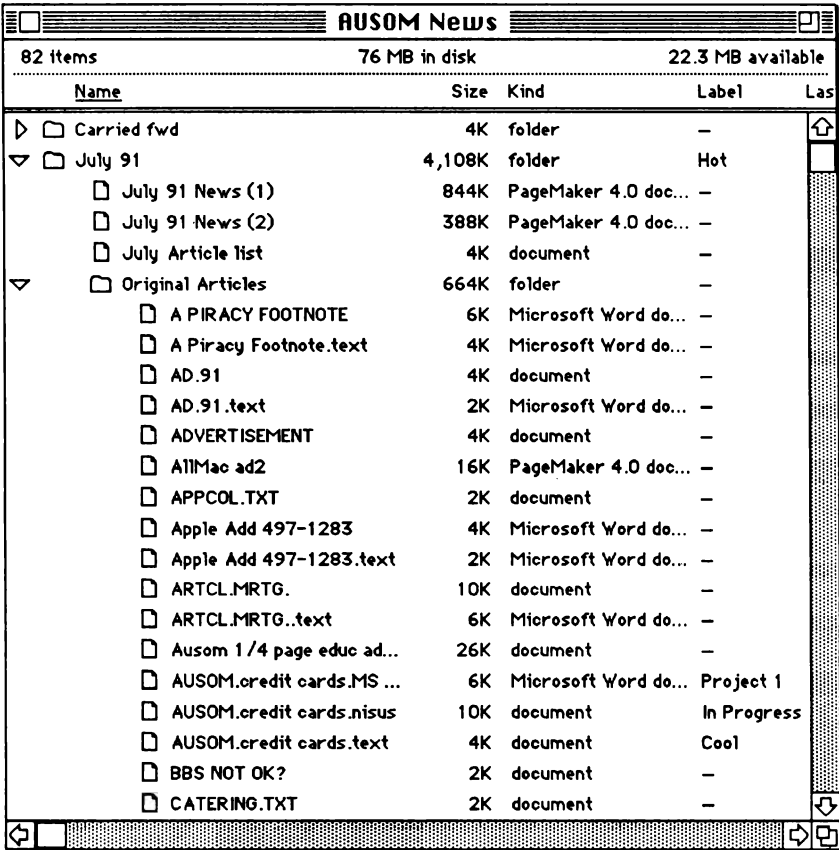 AUSOM News
82 items 76 MB in disk 22.3 MB available
Name Size Kind Label Las
Carried fwd 4K folder –
July 91 4,108K folder Hot
July 91 News (1) 844K PageMaker 4.0 doc... –
July 91 News (2) 388K PageMaker 4.0 doc... –
July Article list 4K document –
Original Articles 664K folder –
A PIRACY FOOTNOTE 6K Microsoft Word do... –
A Piracy Footnote.text 4K Microsoft Word do... –
AD.91 4K document –
AD.91.text 2K Microsoft Word do... –
ADVERTISEMENT 4K document –
AllMac ad2 16K PageMaker 4.0 doc... –
APPCOL.TXT 2K document –
Apple Add 497-1283 4K Microsoft Word do... –
Apple Add 497-1283.text 2K Microsoft Word do... –
ARTCL.MRTG. 10K document –
ARTCL.MRTG..text 6K Microsoft Word do... –
Ausom 1/4 page educ ad... 26K document –
AUSOM.credit cards.MS ... 6K Microsoft Word do... Project 1
AUSOM.credit cards.nisus 10K document In Progress
AUSOM.credit cards.text 4K document Cool
BBS NOT OK? 2K document –
CATERING.TXT 2K document –